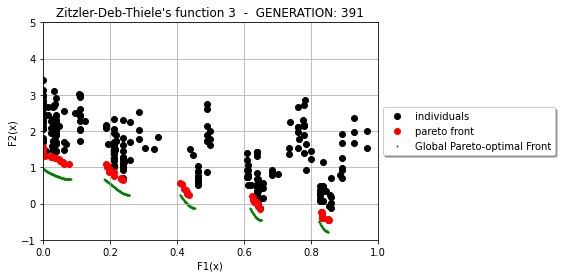 Zitzler-Deb-Thiele's function 3 - GENERATION: 391
5
4
3
2
1
0
−1
F2(x)
0.0 0.2 0.4 0.6 0.8 1.0
F1(x)
individuals
pareto front
Global Pareto-optimal Front